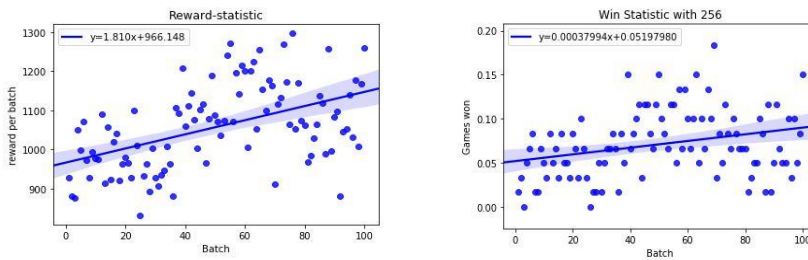 Reward-statistic
y=1.810x+966.148
reward per batch
1300
1200
1100
1000
900
0 20 40 60 80 100
Batch
Win Statistic with 256
y=0.00037994x+0.05197980
Games won
0.20
0.15
0.10
0.05
0.00
0 20 40 60 80 100
Batch